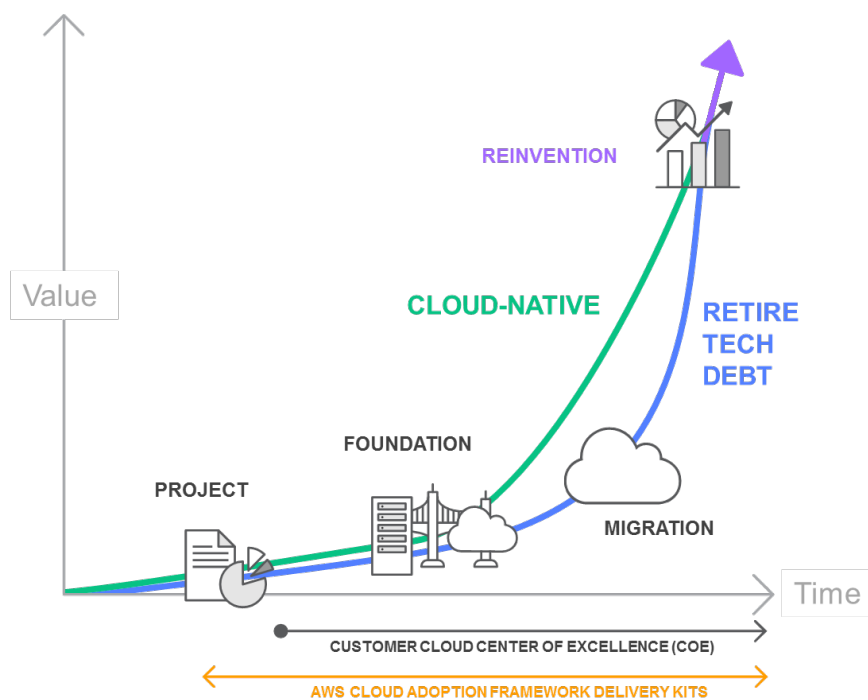 REINVENTION
Value
CLOUD-NATIVE
RETIRE
TECH
DEBT
FOUNDATION
PROJECT
MIGRATION
Time
CUSTOMER CLOUD CENTER OF EXCELLENCE (COE)
AWS CLOUD ADOPTION FRAMEWORK DELIVERY KITS